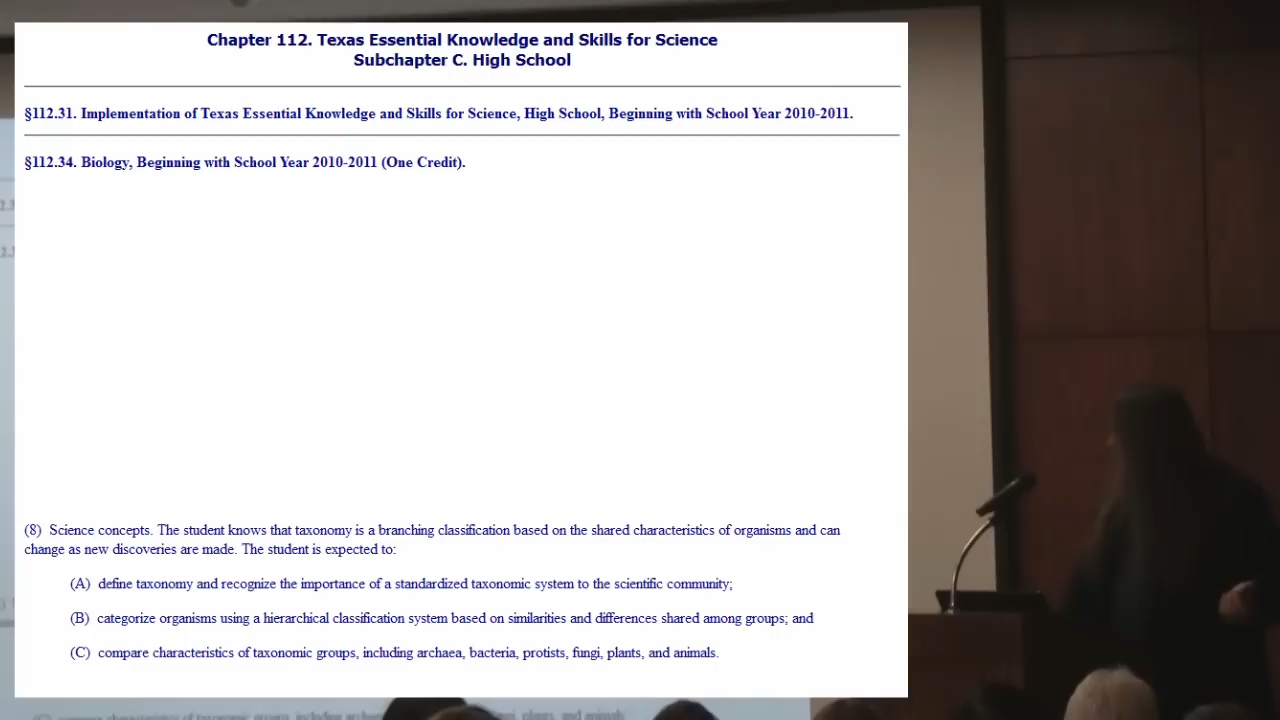 Chapter 112. Texas Essential Knowledge and Skills for Science
Subchapter C. High School
§112.31. Implementation of Texas Essential Knowledge and Skills for Science, High School, Beginning with School Year 2010-2011.
§112.34. Biology, Beginning with School Year 2010-2011 (One Credit).
(8) Science concepts. The student knows that taxonomy is a branching classification based on the shared characteristics of organisms and can
change as new discoveries are made. The student is expected to:
(A) define taxonomy and recognize the importance of a standardized taxonomic system to the scientific community;
(B) categorize organisms using a hierarchical classification system based on similarities and differences shared among groups; and
(C) compare characteristics of taxonomic groups, including archaea, bacteria, protists, fungi, plants, and animals.